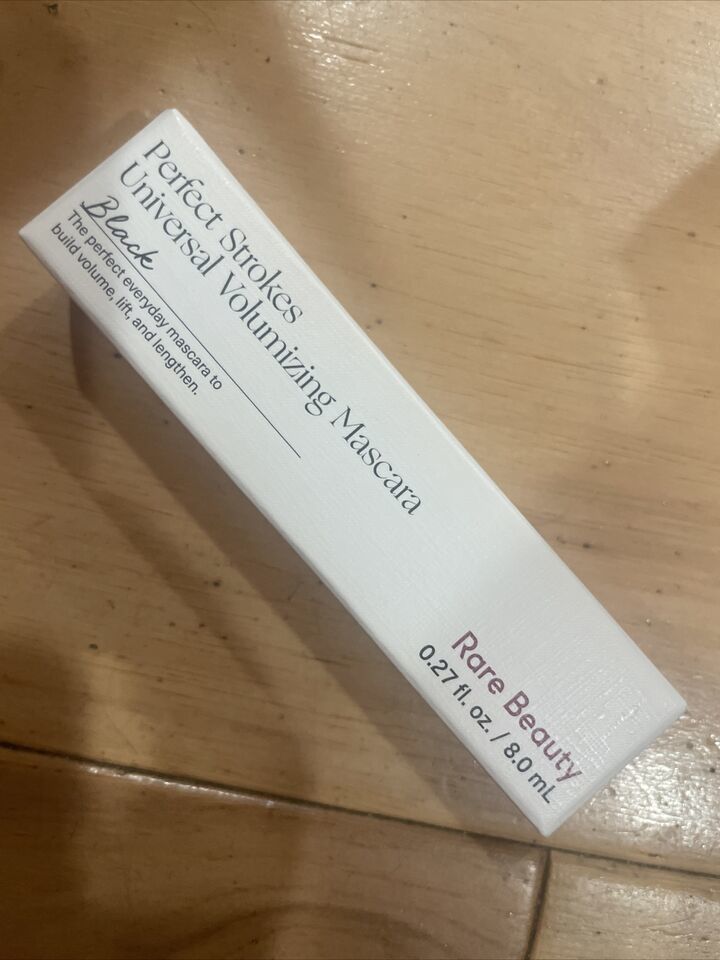 Perfect Strokes
Universal Volumizing Mascara
Black
The perfect everyday mascara to
build volume, lift, and lengthen.
Rare Beauty
0.27 fl. oz. / 8.0 mL